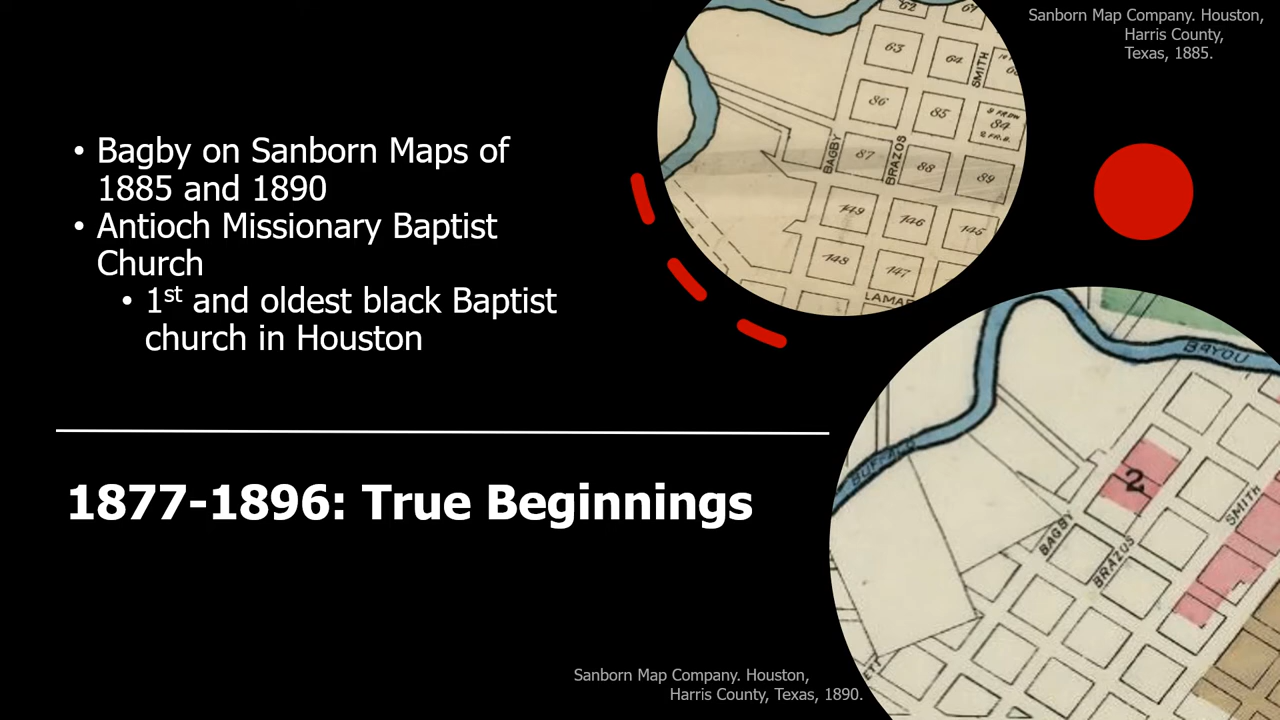 Sanborn Map Company. Houston,
Harris County,
Texas, 1885.
• Bagby on Sanborn Maps of
1885 and 1890
• Antioch Missionary Baptist
Church
• 1st and oldest black Baptist
church in Houston
1877-1896: True Beginnings
Sanborn Map Company. Houston,
Harris County, Texas, 1890.
62
61
63
64
SMITH
86
85
84
BAGBY
87
BRAZOS
88
89
149
146
145
148
147
LAMAR
BAYOU
BUFFALO
2
SMITH
BAGBY
BRAZOS